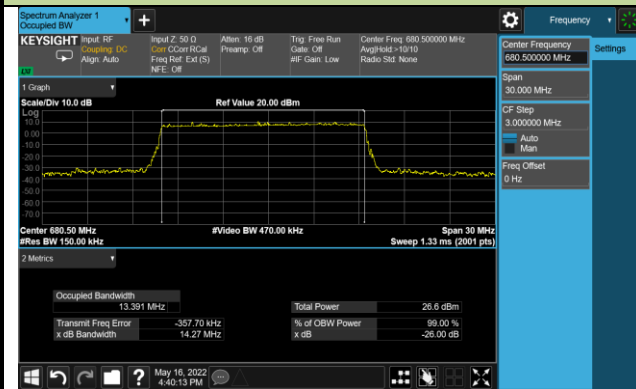 Spectrum Analyzer 1
Occupied BW
+
Frequency
KEYSIGHT
Input: RF
Coupling: DC
Align: Auto
Input Z: 50 Ω
Corr CCorr RCal
Freq Ref: Ext (S)
NFE: Off
Atten: 16 dB
Preamp: Off
Trig: Free Run
Gate: Off
#IF Gain: Low
Center Freq: 680.500000 MHz
Avg|Hold:>10/10
Radio Std: None
LXI
Center Frequency
680.500000 MHz
Settings
Span
30.000 MHz
CF Step
3.000000 MHz
Auto
Man
Freq Offset
0 Hz
1 Graph
Scale/Div 10.0 dB
Ref Value 20.00 dBm
Log
10.0
0.00
-10.0
-20.0
-30.0
-40.0
-50.0
-60.0
-70.0
Center 680.50 MHz
#Video BW 470.00 kHz
Span 30 MHz
#Res BW 150.00 kHz
Sweep 1.33 ms (2001 pts)
2 Metrics
Occupied Bandwidth
13.391 MHz
Total Power
26.6 dBm
Transmit Freq Error
-357.70 kHz
% of OBW Power
99.00 %
x dB Bandwidth
14.27 MHz
x dB
-26.00 dB
?
May 16, 2022
4:40:13 PM